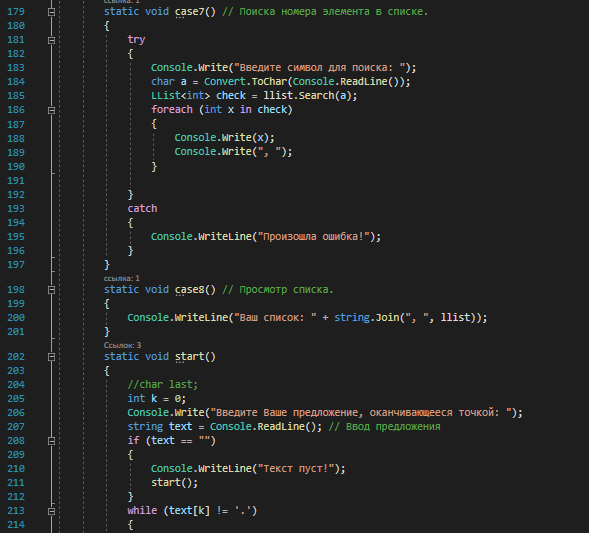 ссылка: 1
179 static void case7() // Поиска номера элемента в списке.
180 {
181 try
182 {
183 Console.Write("Введите символ для поиска: ");
184 char a = Convert.ToChar(Console.ReadLine());
185 LList<int> check = llist.Search(a);
186 foreach (int x in check)
187 {
188 Console.Write(x);
189 Console.Write(", ");
190 }
191
192 }
193 catch
194 {
195 Console.WriteLine("Произошла ошибка!");
196 }
197 }
ссылка: 1
198 static void case8() // Просмотр списка.
199 {
200 Console.WriteLine("Ваш список: " + string.Join(", ", llist));
201 }
Ссылок: 3
202 static void start()
203 {
204 //char last;
205 int k = 0;
206 Console.Write("Введите Ваше предложение, оканчивающееся точкой: ");
207 string text = Console.ReadLine(); // Ввод предложения
208 if (text == "")
209 {
210 Console.WriteLine("Текст пуст!");
211 start();
212 }
213 while (text[k] != '.')
214 {